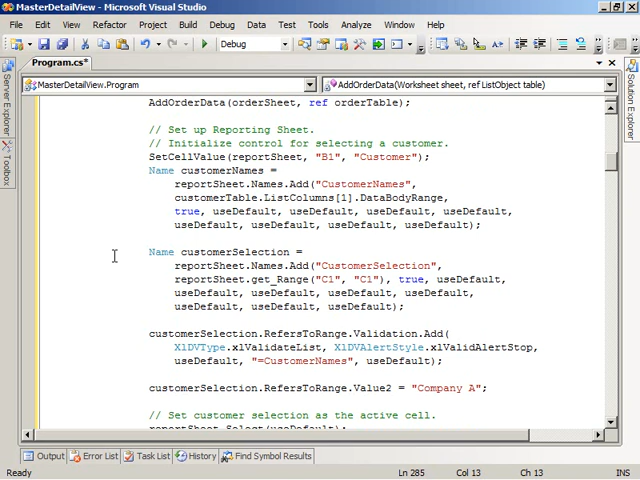 MasterDetailView - Microsoft Visual Studio
File Edit View Refactor Project Build Debug Data Tools Test Analyze Window Help
Debug
Program.cs*
MasterDetailView.Program
AddOrderData(Worksheet sheet, ref ListObject table)
Server Explorer
Toolbox
Solution Explorer
AddOrderData(orderSheet, ref orderTable);
// Set up Reporting Sheet.
// Initialize control for selecting a customer.
SetCellValue(reportSheet, "B1", "Customer");
Name customerNames =
reportSheet.Names.Add("CustomerNames",
customerTable.ListColumns[1].DataBodyRange,
true, useDefault, useDefault, useDefault, useDefault,
useDefault, useDefault, useDefault, useDefault);
Name customerSelection =
reportSheet.Names.Add("CustomerSelection",
reportSheet.get_Range("C1", "C1"), true, useDefault,
useDefault, useDefault, useDefault, useDefault,
useDefault, useDefault, useDefault);
customerSelection.RefersToRange.Validation.Add(
XlDVType.xlValidateList, XlDVAlertStyle.xlValidAlertStop,
useDefault, "=CustomerNames", useDefault);
customerSelection.RefersToRange.Value2 = "Company A";
// Set customer selection as the active cell.
reportSheet.Select(useDefault);
Output Error List Task List History Find Symbol Results
Ready Ln 285 Col 13 Ch 13 INS